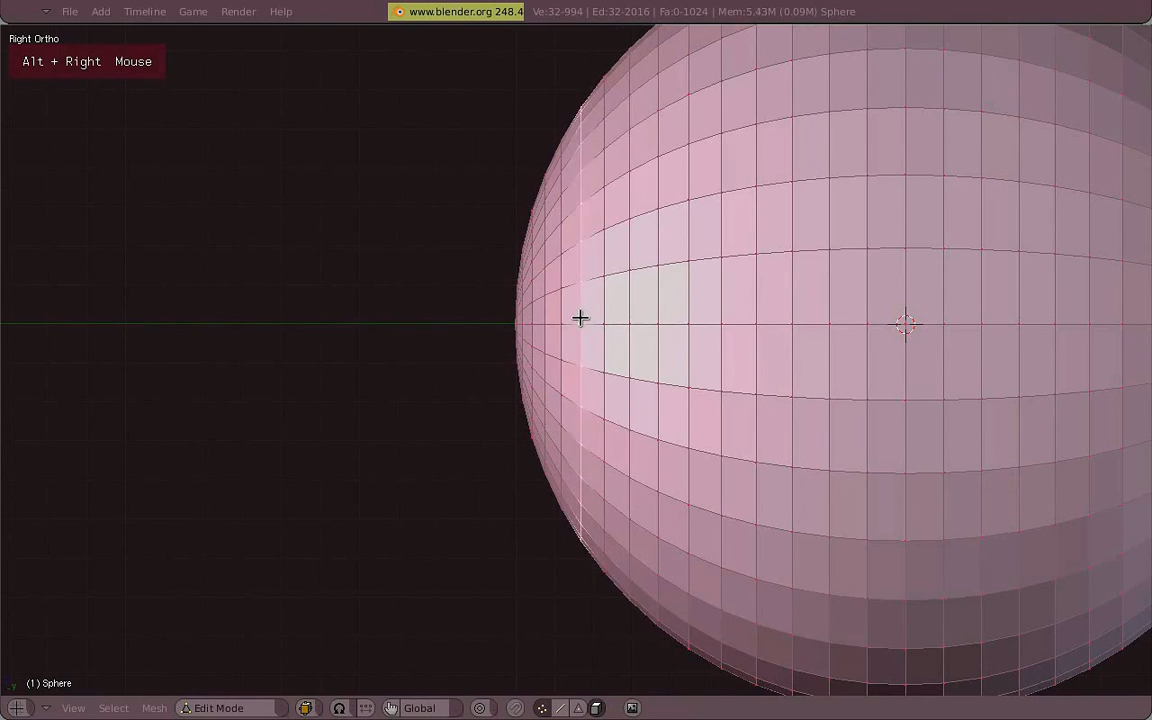 File Add Timeline Game Render Help www.blender.org 248.4 Ve:32-994 | Ed:32-2016 | Fa:0-1024 | Mem:5.43M (0.09M) Sphere
Right Ortho
Alt + Right Mouse
(1) Sphere
View Select Mesh Edit Mode Global